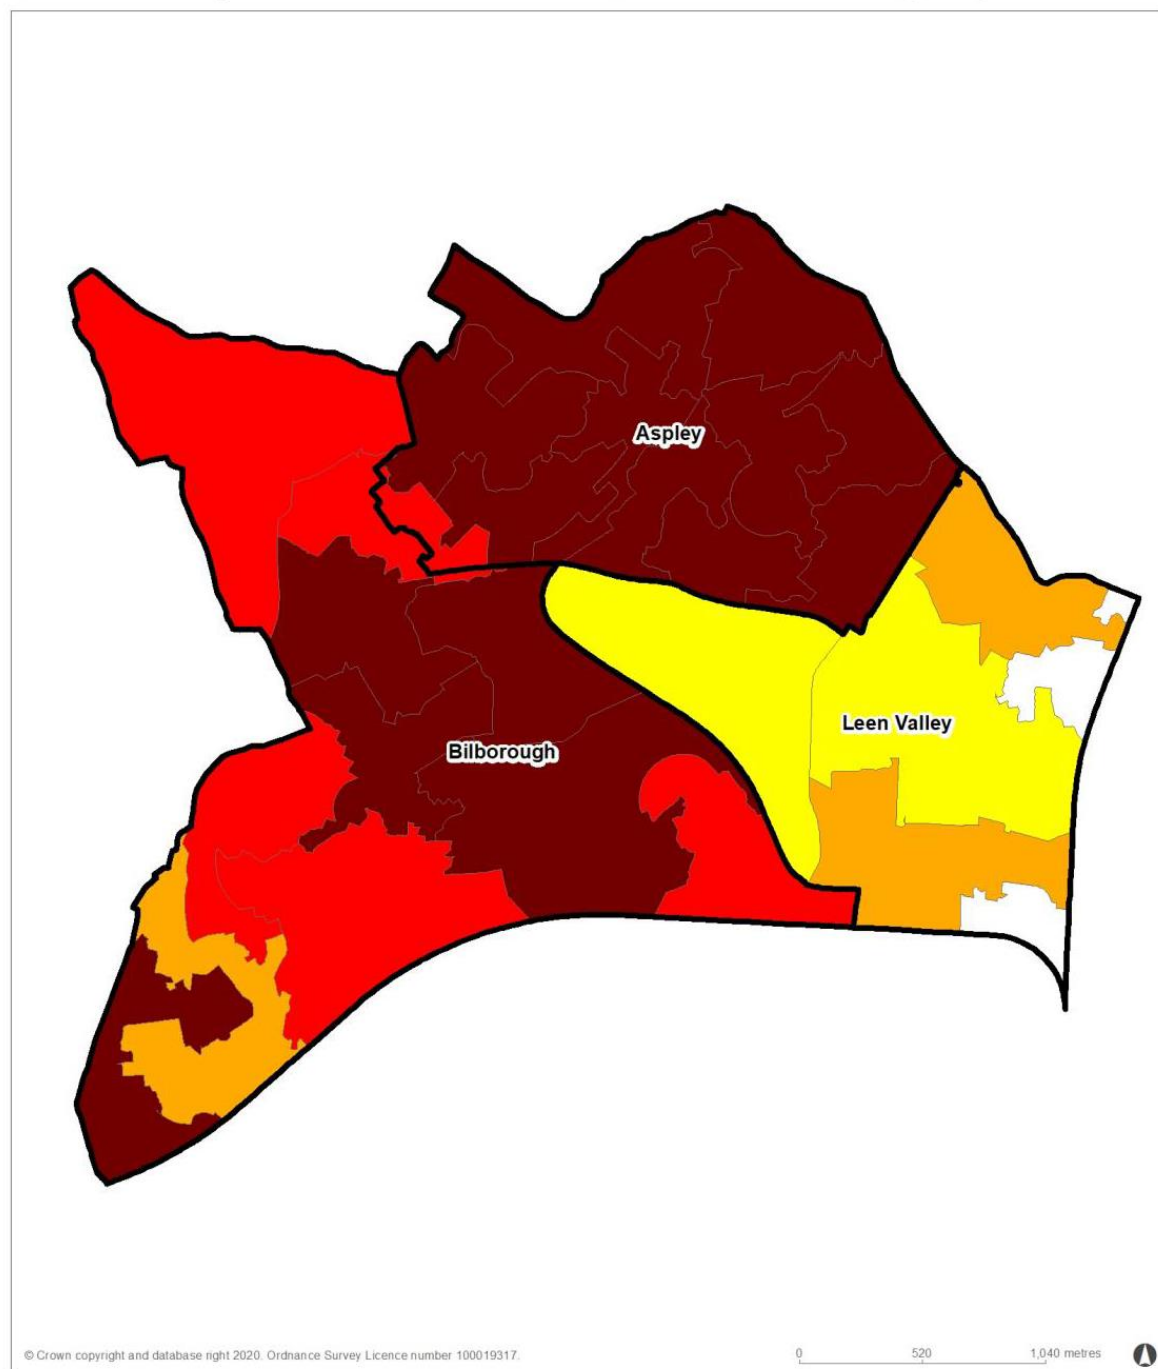 Aspley
Leen Valley
Bilborough
© Crown copyright and database right 2020. Ordnance Survey Licence number 100019317.
0 520 1,040 metres